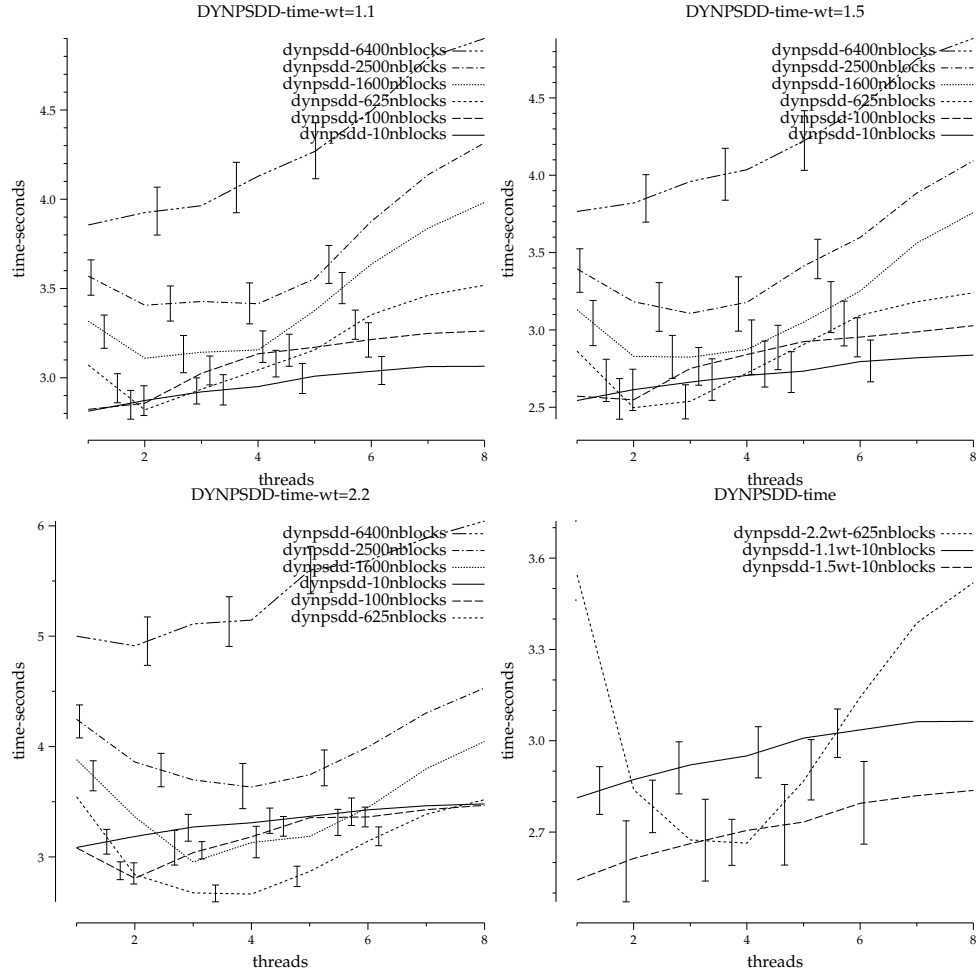 DYNPSDD-time-wt=1.1
dynpsdd-6400nblocks
dynpsdd-2500nblocks
dynpsdd-1600nblocks
dynpsdd-625nblocks
dynpsdd-100nblocks
dynpsdd-10nblocks
4.5
4.0
3.5
3.0
time-seconds
2 4 6 8
threads
DYNPSDD-time-wt=1.5
dynpsdd-6400nblocks
dynpsdd-2500nblocks
dynpsdd-1600nblocks
dynpsdd-625nblocks
dynpsdd-100nblocks
dynpsdd-10nblocks
4.5
4.0
3.5
3.0
2.5
time-seconds
2 4 6 8
threads
DYNPSDD-time-wt=2.2
dynpsdd-6400nblocks
dynpsdd-2500nblocks
dynpsdd-1600nblocks
dynpsdd-10nblocks
dynpsdd-100nblocks
dynpsdd-625nblocks
6
5
4
3
time-seconds
2 4 6 8
threads
DYNPSDD-time
dynpsdd-2.2wt-625nblocks
dynpsdd-1.1wt-10nblocks
dynpsdd-1.5wt-10nblocks
3.6
3.3
3.0
2.7
time-seconds
2 4 6 8
threads